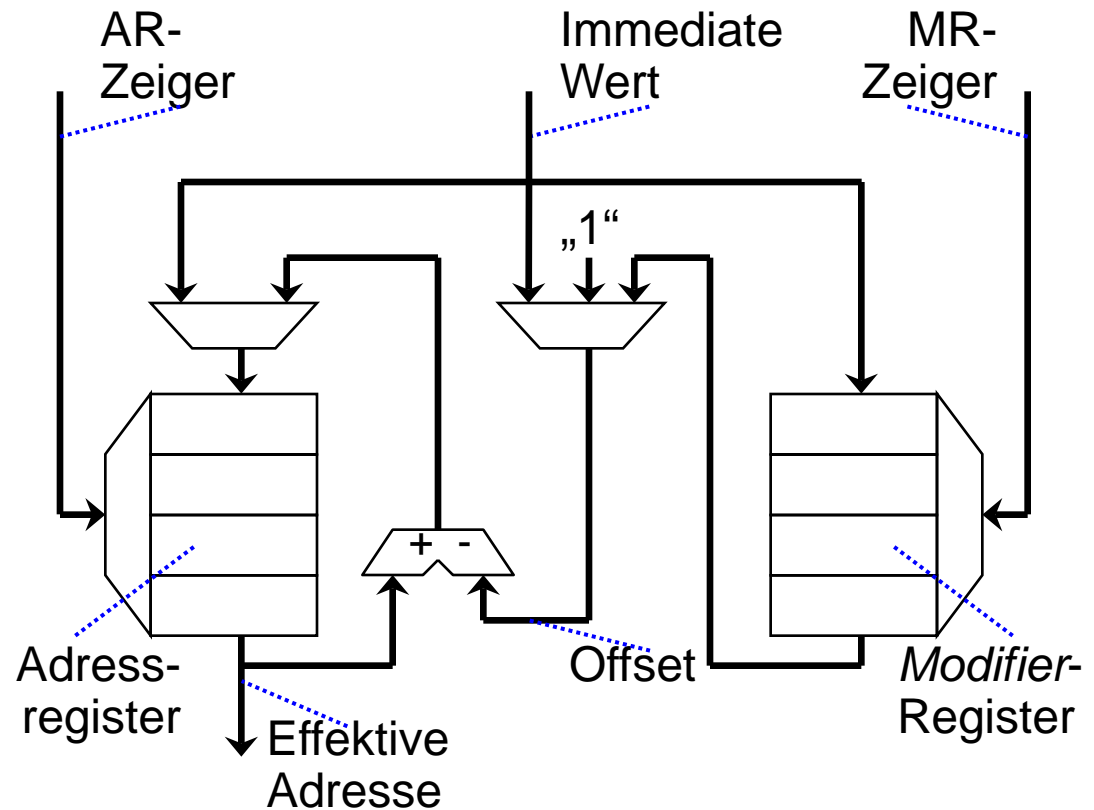 AR-
Zeiger
Immediate
Wert
MR-
Zeiger
„1“
+ -
Adress-
register
Effektive
Adresse
Offset
Modifier-
Register